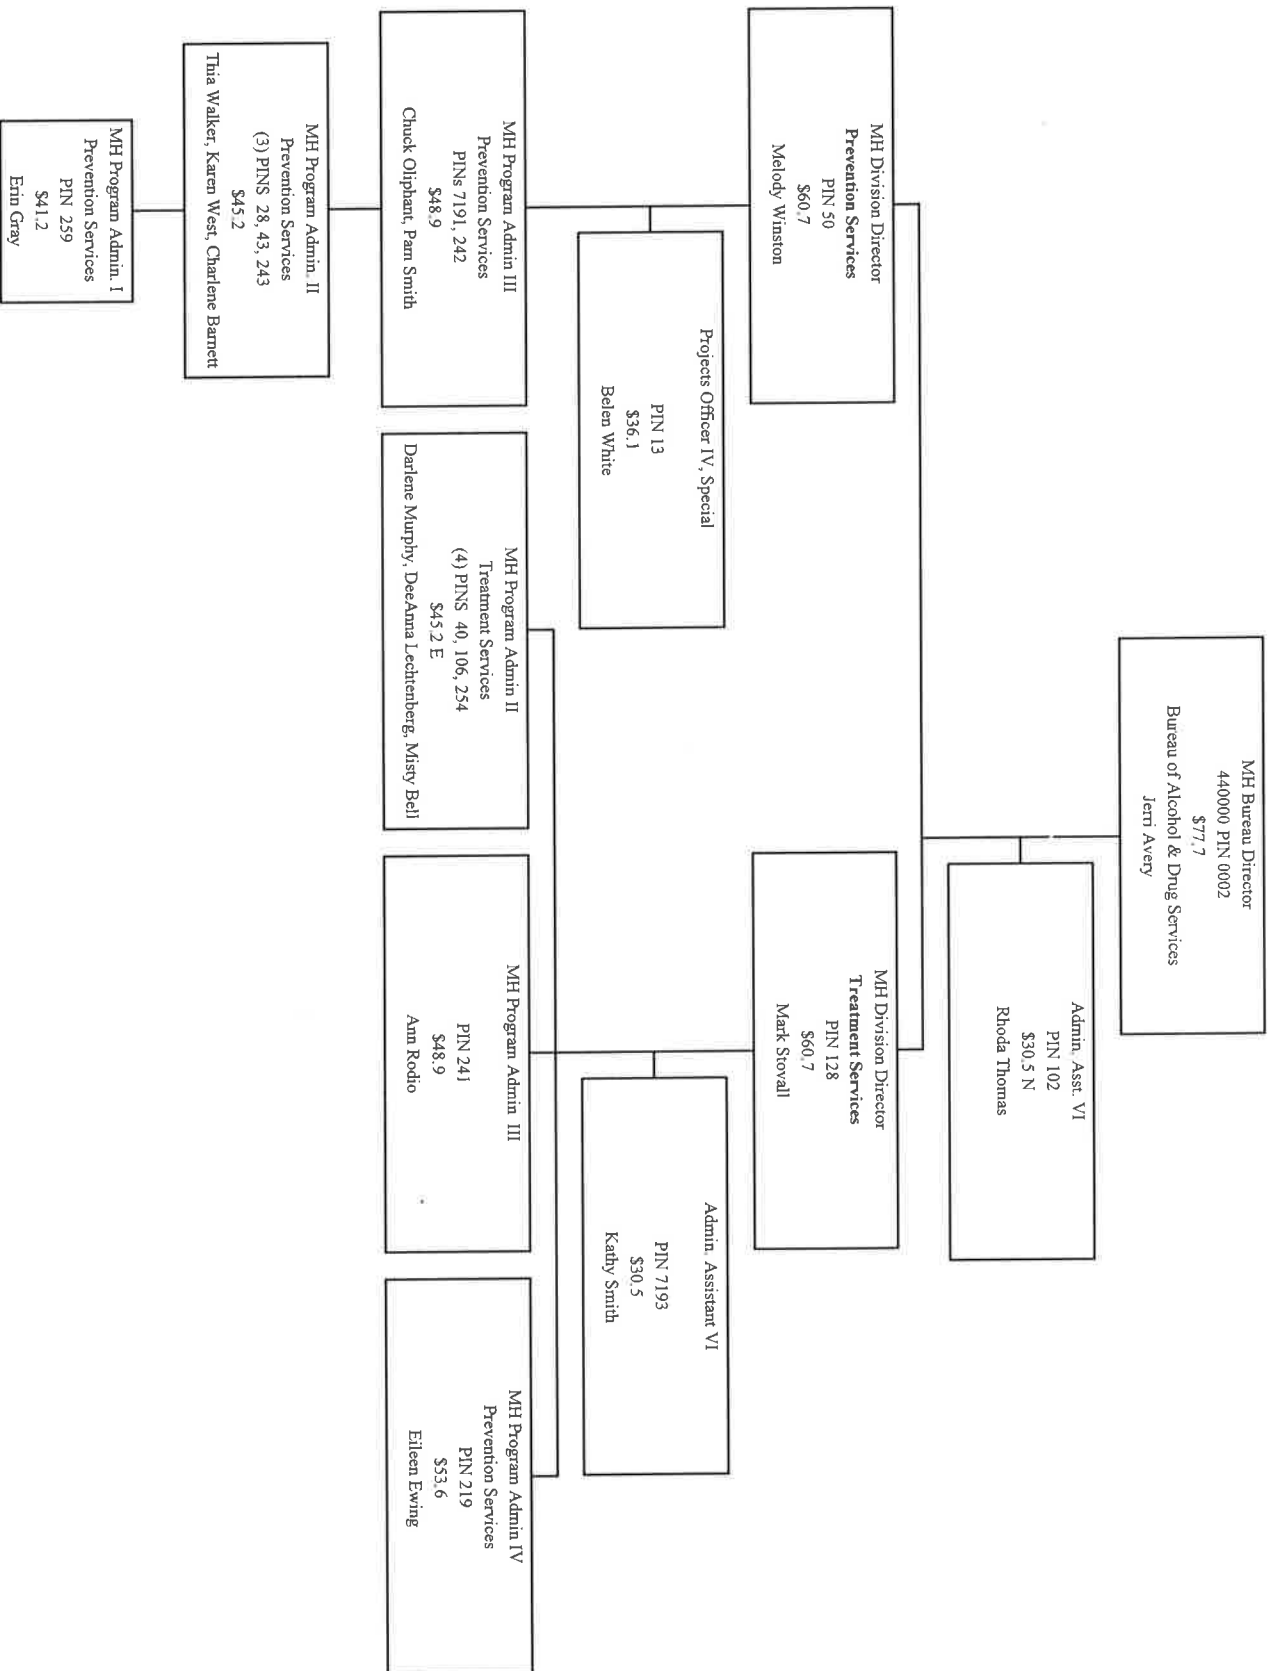 MH Bureau Director
440000 PIN 0002
$77.7
Bureau of Alcohol & Drug Services
Jerri Avery
Admin. Asst. VI
PIN 102
$30.5 N
Rhoda Thomas
MH Division Director
Prevention Services
PIN 50
$60.7
Melody Winston
MH Division Director
Treatment Services
PIN 128
$60.7
Mark Stovall
Projects Officer IV, Special
PIN 13
$36.1
Belen White
Admin. Assistant VI
PIN 7193
$30.5
Kathy Smith
MH Program Admin III
Prevention Services
PINs 7191, 242
$48.9
Chuck Oliphant, Pam Smith
MH Program Admin II
Treatment Services
(4) PINS 40, 106, 254
$45.2 E
Darlene Murphy, DeeAnna Lechtenberg, Misty Bell
MH Program Admin III
PIN 241
$48.9
Ann Rodio
MH Program Admin IV
Prevention Services
PIN 219
$53.6
Eileen Ewing
MH Program Admin. II
Prevention Services
(3) PINS 28, 43, 243
$45.2
Thia Walker, Karen West, Charlene Barnett
MH Program Admin. I
Prevention Services
PIN 259
$41.2
Erin Gray